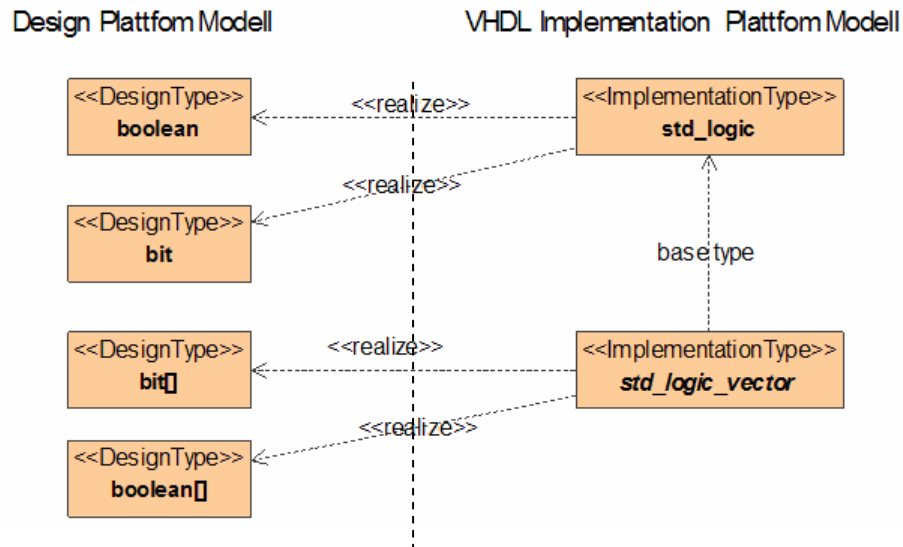 Design Plattfom Modell
VHDL Implementation Plattfom Modell
<<DesignType>>
boolean
<<realize>>
<<ImplementationType>>
std_logic
<<realize>>
<<DesignType>>
bit
base type
<<DesignType>>
bit[]
<<realize>>
<<ImplementationType>>
std_logic_vector
<<realize>>
<<DesignType>>
boolean[]